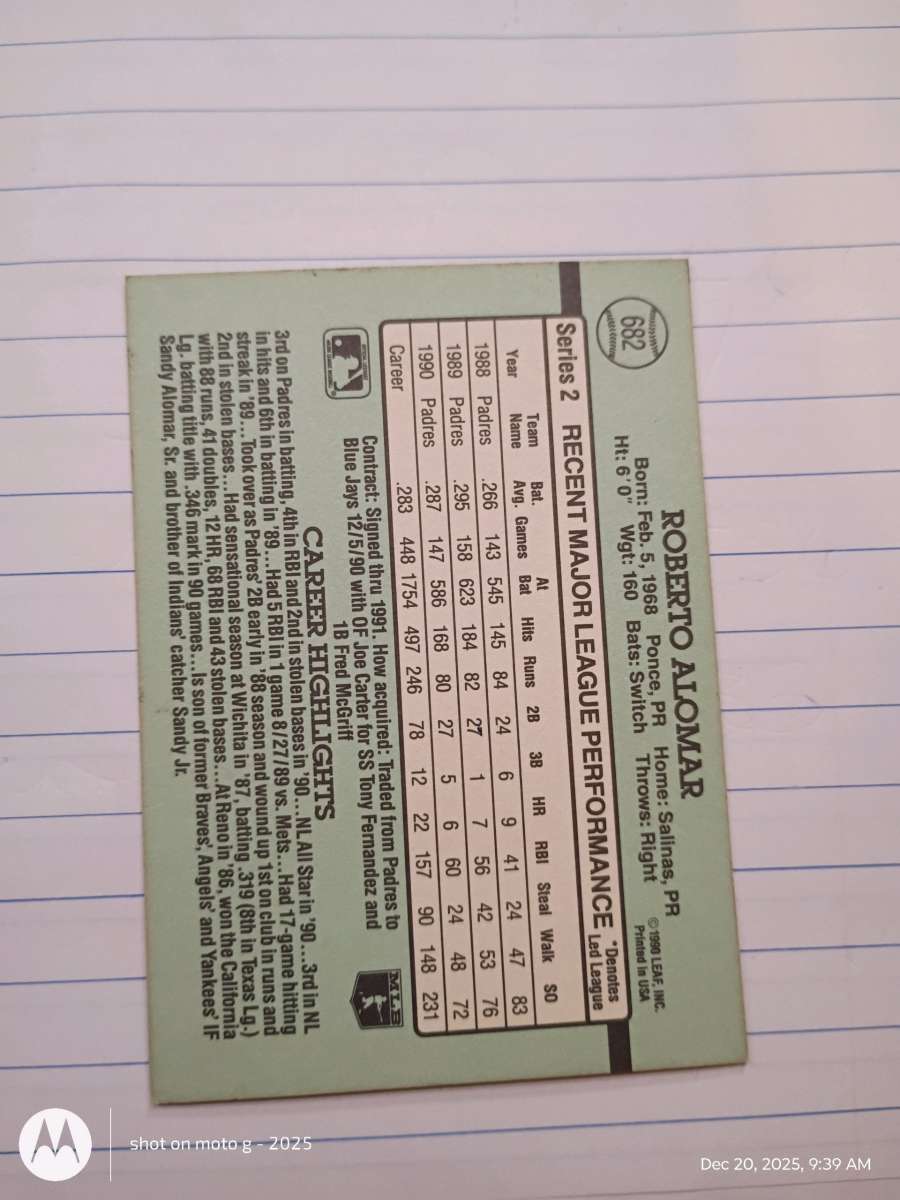 682
ROBERTO ALOMAR
Born: Feb. 5, 1968 Ponce, PR Home: Salinas, PR
Ht: 6' 0" Wgt: 160 Bats: Switch Throws: Right
© 1990 LEAF, INC.
Printed in USA
Series 2 RECENT MAJOR LEAGUE PERFORMANCE *Denotes
Led League
Year Team Name Bat. Avg. Games At Bat Hits Runs 2B 3B HR RBI Steal Walk SO
1988 Padres .266 143 545 145 84 24 6 9 41 24 47 83
1989 Padres .295 158 623 184 82 27 1 7 56 42 53 76
1990 Padres .287 147 586 168 80 27 5 6 60 24 48 72
Career .283 448 1754 497 246 78 12 22 157 90 148 231
Contract: Signed thru 1991. How acquired: Traded from Padres to
Blue Jays 12/5/90 with OF Joe Carter for SS Tony Fernandez and
1B Fred McGriff
MLB
CAREER HIGHLIGHTS
3rd on Padres in batting, 4th in RBI and 2nd in stolen bases in '90...NL All Star in '90...3rd in NL
in hits and 6th in batting in '89...Had 5 RBI in 1 game 8/27/89 vs. Mets...Had 17-game hitting
streak in '89...Took over as Padres' 2B early in '88 season and wound up 1st on club in runs and
2nd in stolen bases...Had sensational season at Wichita in '87, batting .319 (8th in Texas Lg.)
with 88 runs, 41 doubles, 12 HR, 68 RBI and 43 stolen bases...At Reno in '86, won the California
Lg. batting title with .346 mark in 90 games...Is son of former Braves', Angels' and Yankees' IF
Sandy Alomar, Sr. and brother of Indians' catcher Sandy Jr.
shot on moto g - 2025
Dec 20, 2025, 9:39 AM